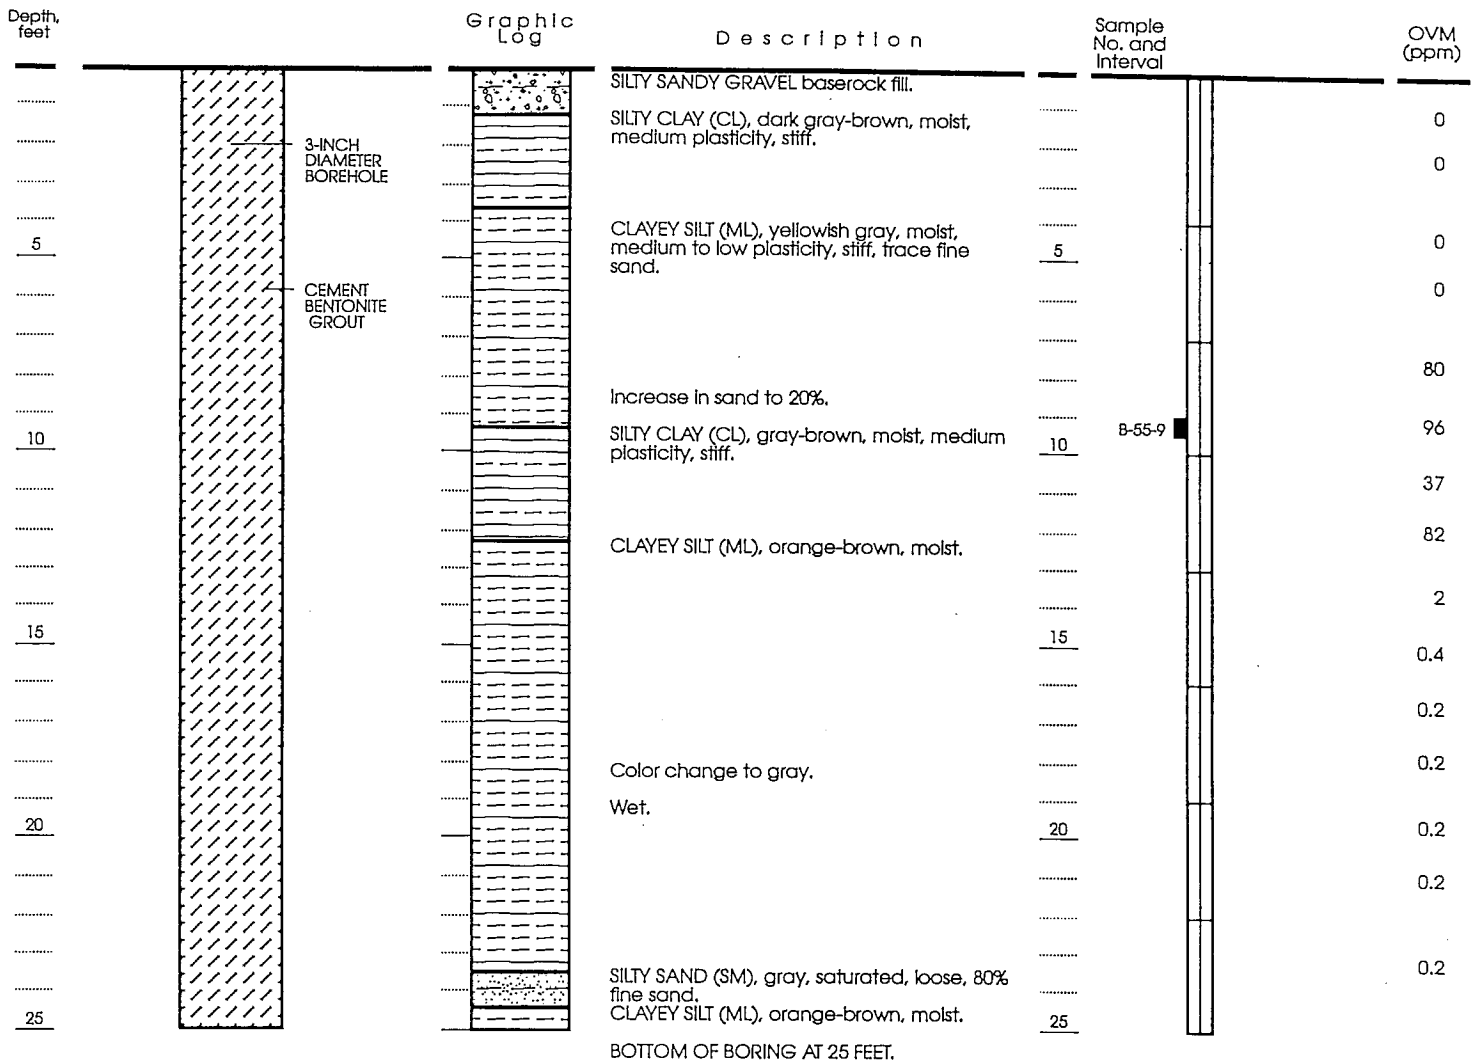 Depth,
feet
Graphic
Log
Description
Sample
No. and
Interval
OVM
(ppm)
SILTY SANDY GRAVEL baserock fill.
SILTY CLAY (CL), dark gray-brown, moist,
medium plasticity, stiff.
0
3-INCH
DIAMETER
BOREHOLE
0
CLAYEY SILT (ML), yellowish gray, moist,
medium to low plasticity, stiff, trace fine
sand.
5
5
0
CEMENT
BENTONITE
GROUT
0
80
Increase in sand to 20%.
10
SILTY CLAY (CL), gray-brown, moist, medium
plasticity, stiff.
10
B-55-9
96
37
82
CLAYEY SILT (ML), orange-brown, moist.
2
15
15
0.4
0.2
Color change to gray.
0.2
Wet.
20
20
0.2
0.2
SILTY SAND (SM), gray, saturated, loose, 80%
fine sand.
0.2
CLAYEY SILT (ML), orange-brown, moist.
25
25
BOTTOM OF BORING AT 25 FEET.